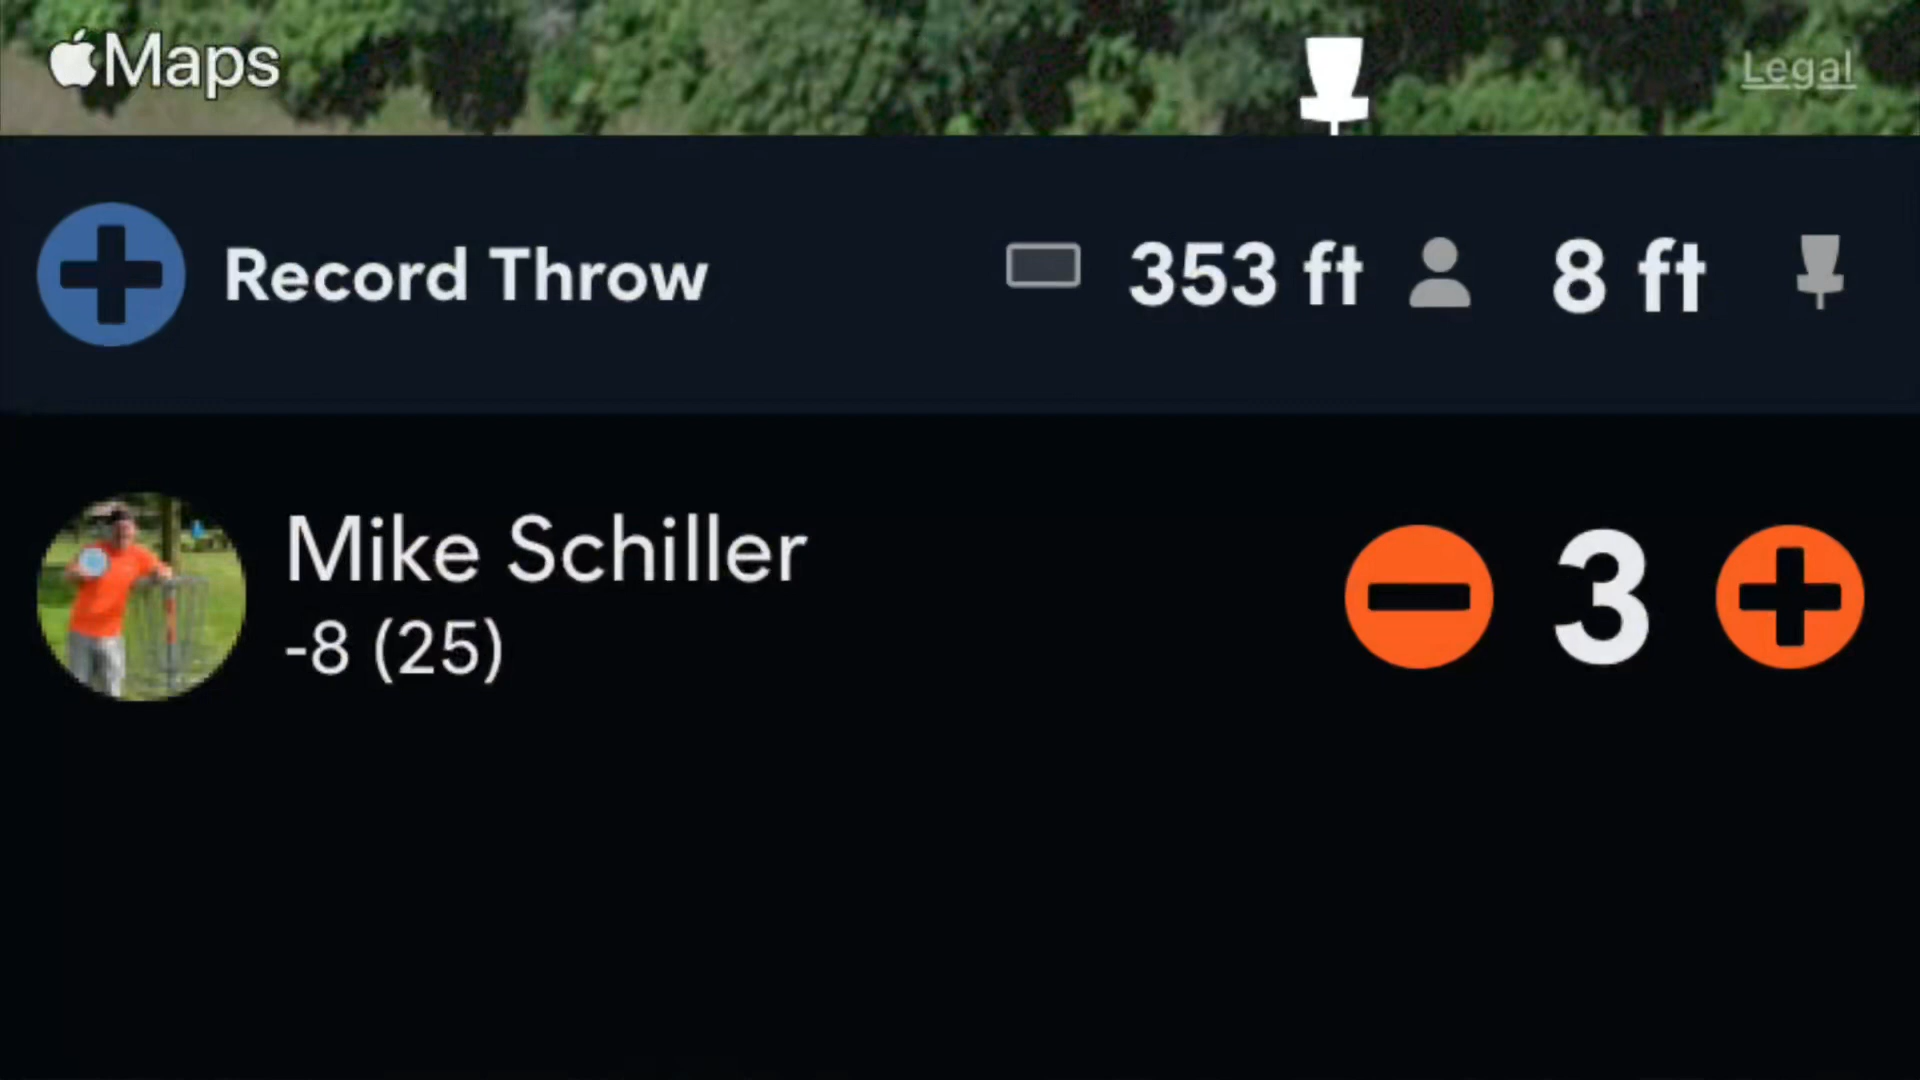 Maps
Legal
Record Throw 353 ft 8 ft
Mike Schiller
-8 (25)
3